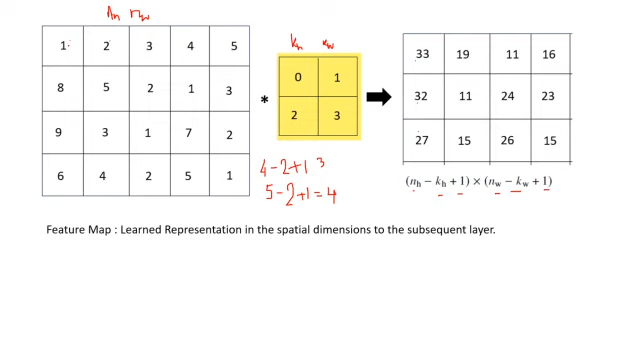 nh nw
kh kw
1 2 3 4 5
8 5 2 1 3
9 3 1 7 2
6 4 2 5 1
*
0 1
2 3
33 19 11 16
32 11 24 23
27 15 26 15
4-2+1 3
5-2+1=4
(nh − kh + 1) × (nw − kw + 1)
Feature Map : Learned Representation in the spatial dimensions to the subsequent layer.